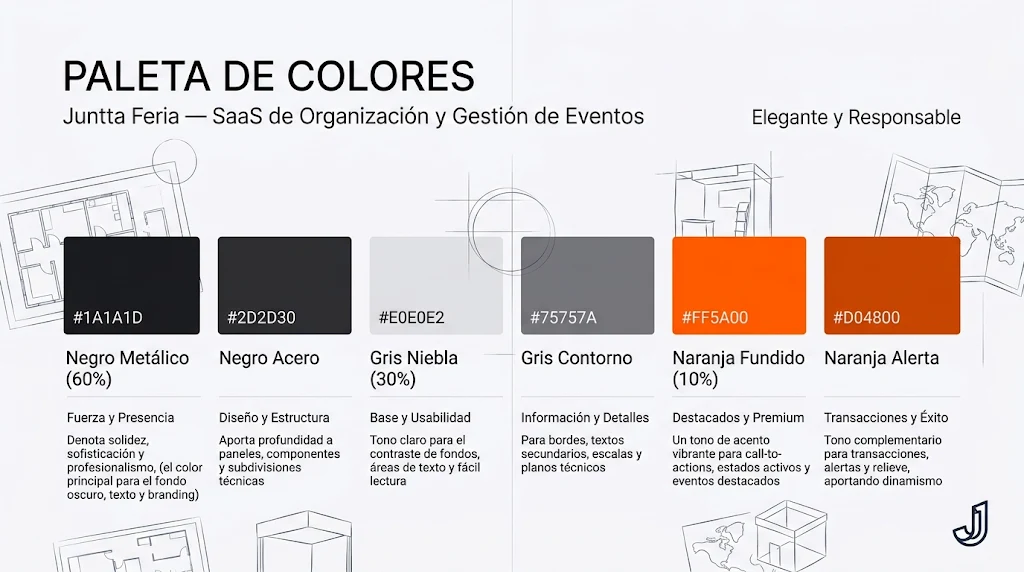 PALETA DE COLORES
Juntta Feria — SaaS de Organización y Gestión de Eventos
Elegante y Responsable
#1A1A1D
#2D2D30
#E0E0E2
#75757A
#FF5A00
#D04800
Negro Metálico
(60%)
Negro Acero
Gris Niebla
(30%)
Gris Contorno
Naranja Fundido
(10%)
Naranja Alerta
Fuerza y Presencia
Denota solidez,
sofisticación y
profesionalismo, (el color
principal para el fondo
oscuro, texto y branding)
Diseño y Estructura
Aporta profundidad a
paneles, componentes
y subdivisiones
técnicas
Base y Usabilidad
Tono claro para el
contraste de fondos,
áreas de texto y fácil
lectura
Información y Detalles
Para bordes, textos
secundarios, escalas y
planos técnicos
Destacados y Premium
Un tono de acento
vibrante para call-to-
actions, estados activos y
eventos destacados
Transacciones y Éxito
Tono complementario
para transacciones,
alertas y relieve,
aportando dinamismo
J